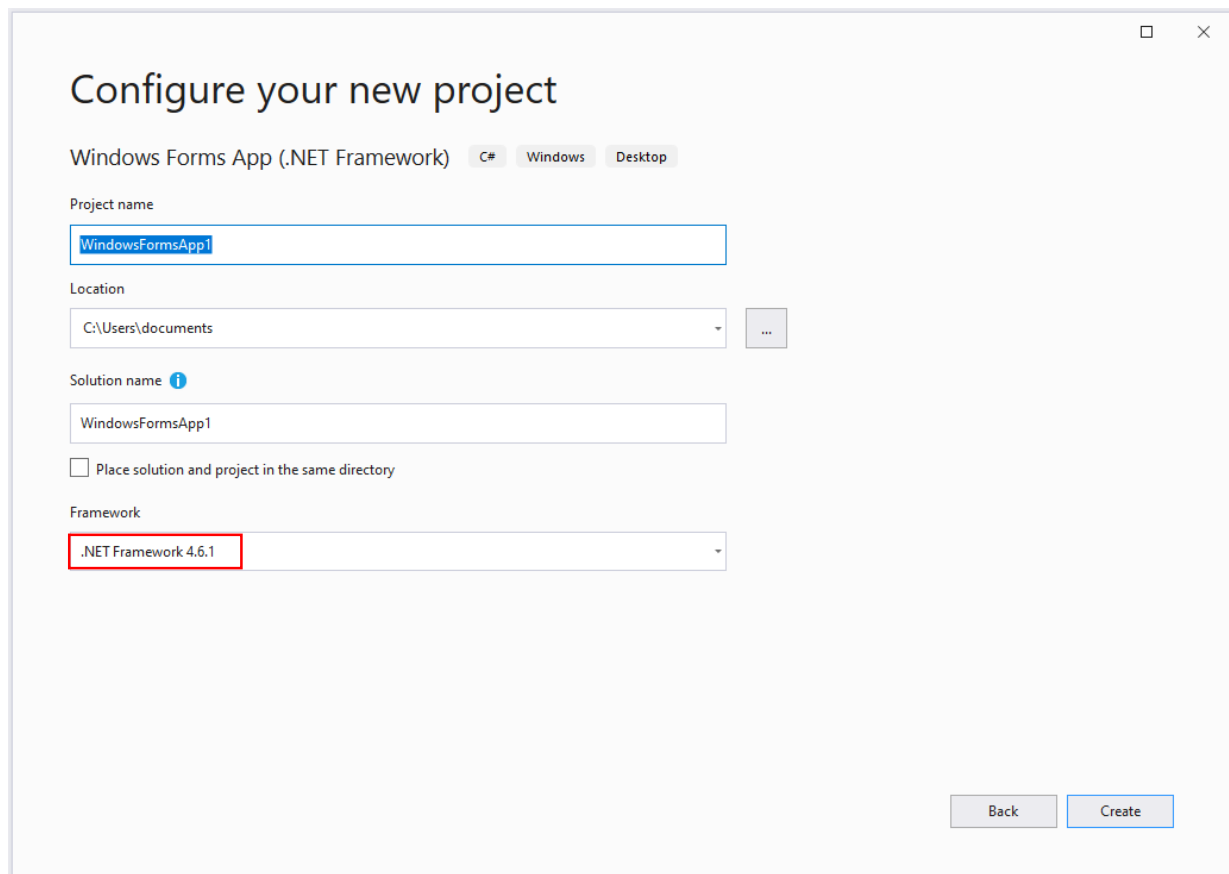 Configure your new project
Windows Forms App (.NET Framework) C# Windows Desktop
Project name
WindowsFormsApp1
Location
C:\Users\documents
...
Solution name
WindowsFormsApp1
Place solution and project in the same directory
Framework
.NET Framework 4.6.1
Back Create